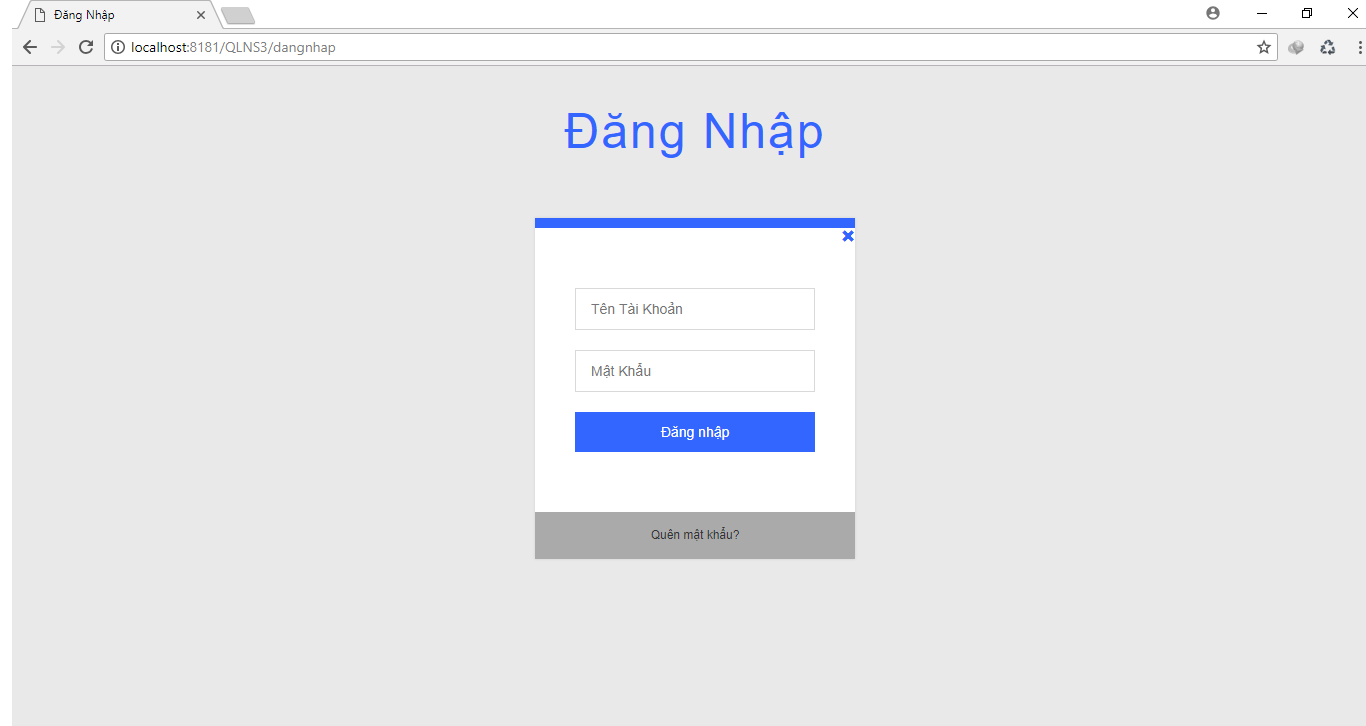 Đăng Nhập
localhost:8181/QLNS3/dangnhap
Đăng Nhập
Tên Tài Khoản
Mật Khẩu
Đăng nhập
Quên mật khẩu?